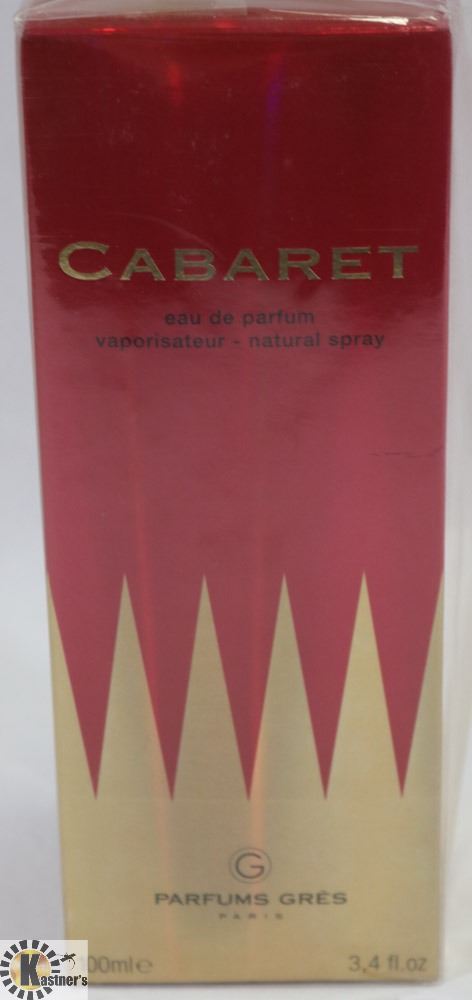 CABARET
eau de parfum
vaporisateur - natural spray
G
PARFUMS GRÈS
PARIS
00ml e 3,4 fl.oz
Kastner's